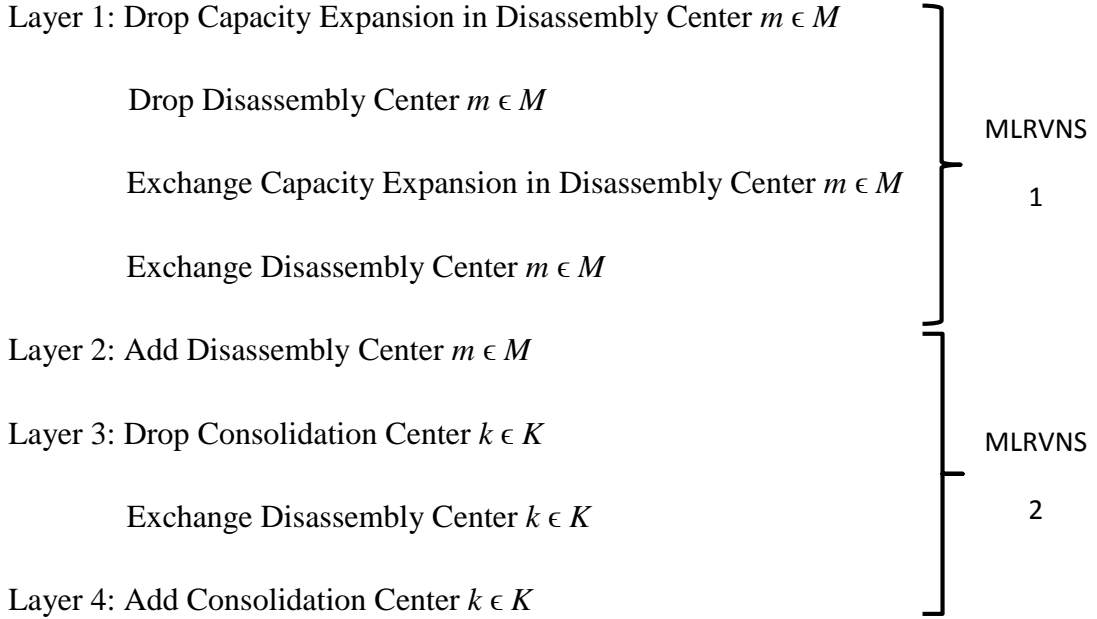 Layer 1: Drop Capacity Expansion in Disassembly Center m ϵ M
Drop Disassembly Center m ϵ M
Exchange Capacity Expansion in Disassembly Center m ϵ M
Exchange Disassembly Center m ϵ M
MLRVNS
1
Layer 2: Add Disassembly Center m ϵ M
Layer 3: Drop Consolidation Center k ϵ K
Exchange Disassembly Center k ϵ K
Layer 4: Add Consolidation Center k ϵ K
MLRVNS
2